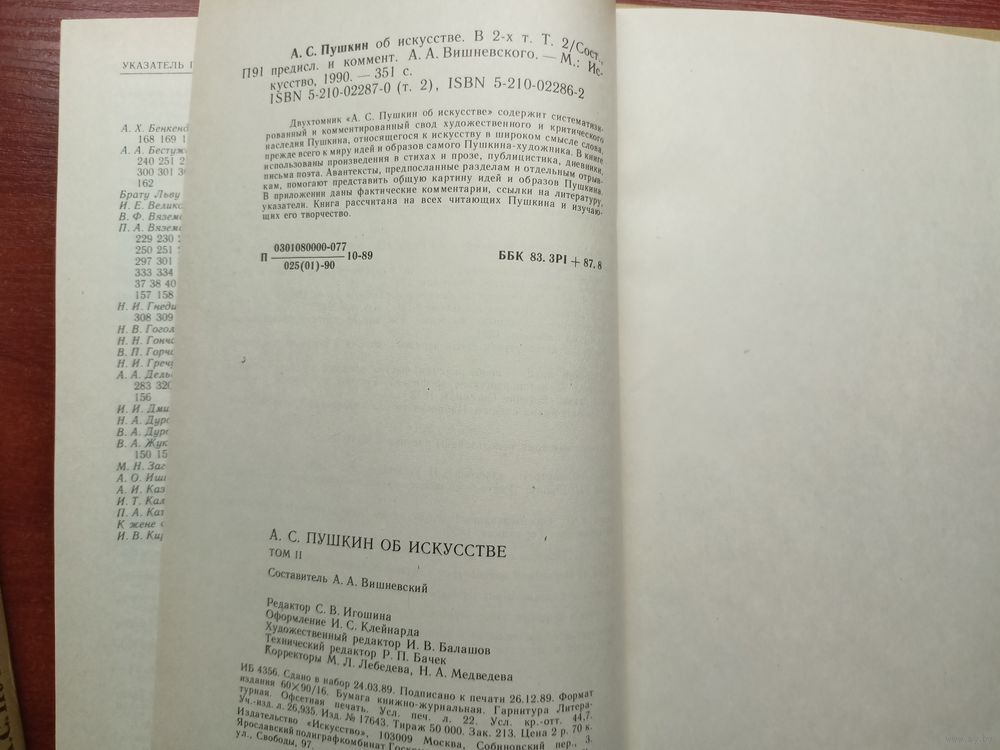 УКАЗАТЕЛЬ
А. Х. Бенкенд
168 169 1
А. А. Бестуж
240 251 2
300 301 3
162
Брату Льву
И. Е. Велико
В. Ф. Вяземс
П. А. Вяземс
229 230
250 251
297 301
333 334
37 38 40
157 158
Н. И. Гнеди
308 309
Н. В. Гогол
Н. Н. Гонча
В. П. Горча
Н. И. Греч
А. А. Дель
283 320
156
И. И. Дми
Н. А. Дуро
В. А. Дуро
В. А. Жук
150 15
М. Н. Заг
А. О. Иши
А. И. Каз
И. Т. Кал
П. А. Кат
К жене
И. В. Ки
А. С. Пушкин об искусстве. В 2-х т. Т. 2/Сост.,
П91 предисл. и коммент. А. А. Вишневского. — М.: Ис-
кусство, 1990. — 351 с.
ISBN 5-210-02287-0 (т. 2), ISBN 5-210-02286-2
Двухтомник «А. С. Пушкин об искусстве» содержит системати-
рованный и комментированный свод художественного и критического
наследия Пушкина, относящегося к искусству в широком смысле слова,
прежде всего к миру идей и образов самого Пушкина-художника. В книге
использованы произведения в стихах и прозе, публицистика, дневники,
письма поэта. Авантексты, предпосланные разделам и отдельным отрыв-
кам, помогают представить общую картину идей и образов Пушкина.
В приложении даны фактические комментарии, ссылки на литературу,
указатели. Книга рассчитана на всех читающих Пушкина и изучаю-
щих его творчество.
П 0301080000-077 10-89
025(01)-90
ББК 83.3Р1 + 87.8
А. С. ПУШКИН ОБ ИСКУССТВЕ
ТОМ II
Составитель А. А. Вишневский
Редактор С. В. Игошина
Оформление И. С. Клейнарда
Художественный редактор И. В. Балашов
Технический редактор Р. П. Бачек
Корректоры М. Л. Лебедева, Н. А. Медведева
ИБ 4356. Сдано в набор 24.03.89. Подписано к печати 26.12.89. Формат
издания 60×90/16. Бумага книжно-журнальная. Гарнитура Литера-
турная. Офсетная печать. Усл. печ. л. 22. Усл. кр.-отт. 44,7.
Уч.-изд. л. 26,935. Изд. № 17643. Тираж 50 000. Зак. 213. Цена 2 р. 70 к.
Издательство «Искусство», 103009 Москва, Собиновский пер., 3.
Ярославский полиграфкомбинат Госко
ул., Свободы, 97.